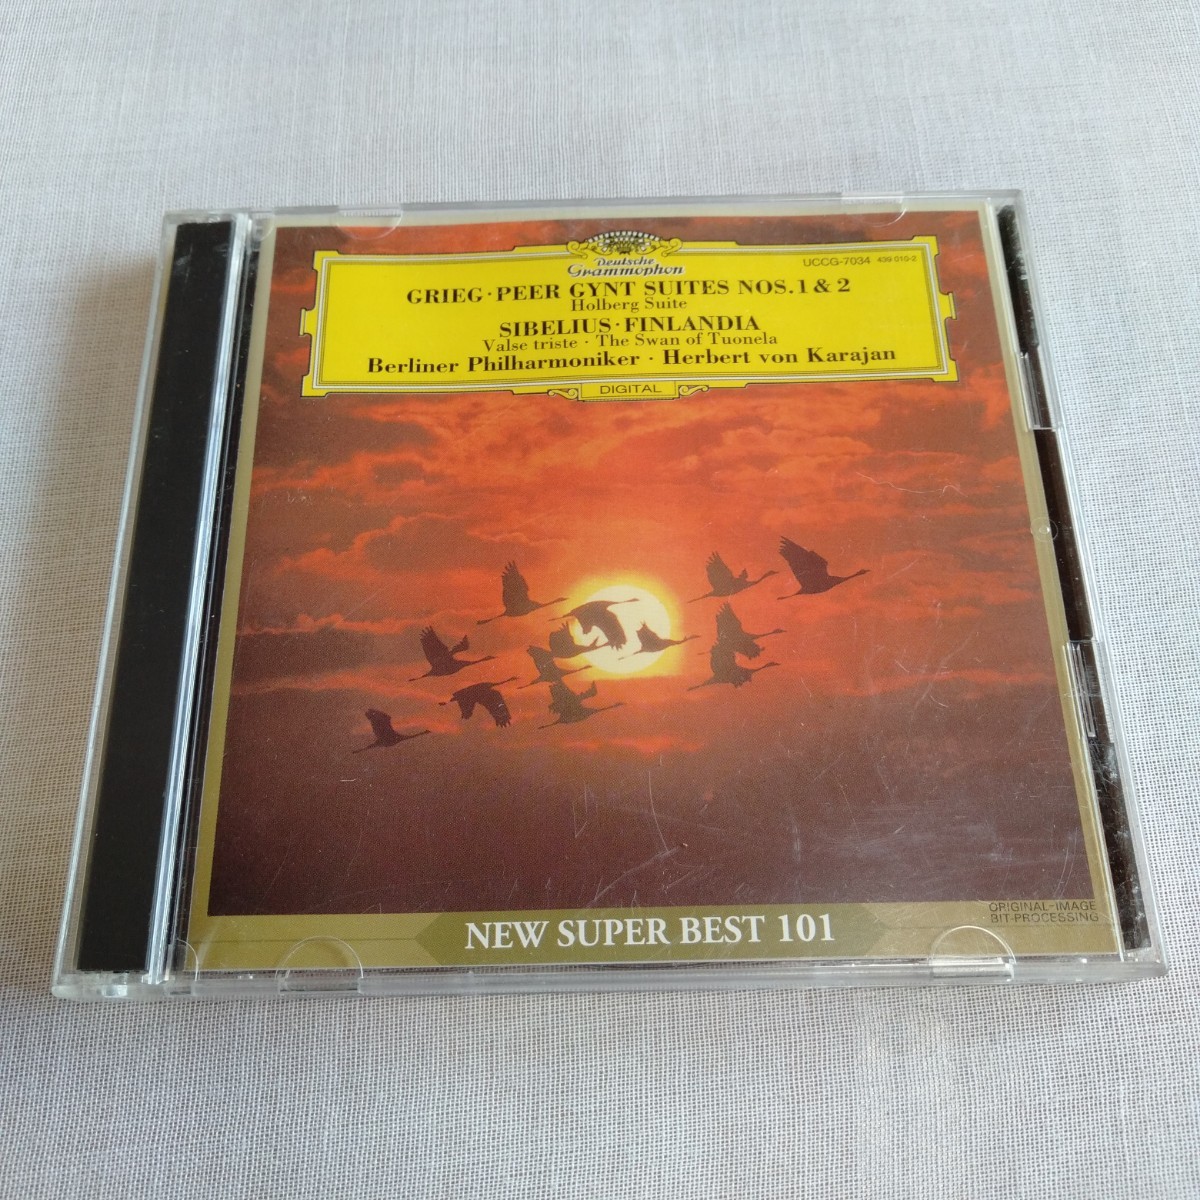 Deutsche
Grammophon
UCCG-7034 439 010-2
GRIEG·PEER GYNT SUITES NOS.1 & 2
Holberg Suite
SIBELIUS·FINLANDIA
Valse triste · The Swan of Tuonela
Berliner Philharmoniker · Herbert von Karajan
DIGITAL
ORIGINAL-IMAGE
BIT-PROCESSING
NEW SUPER BEST 101